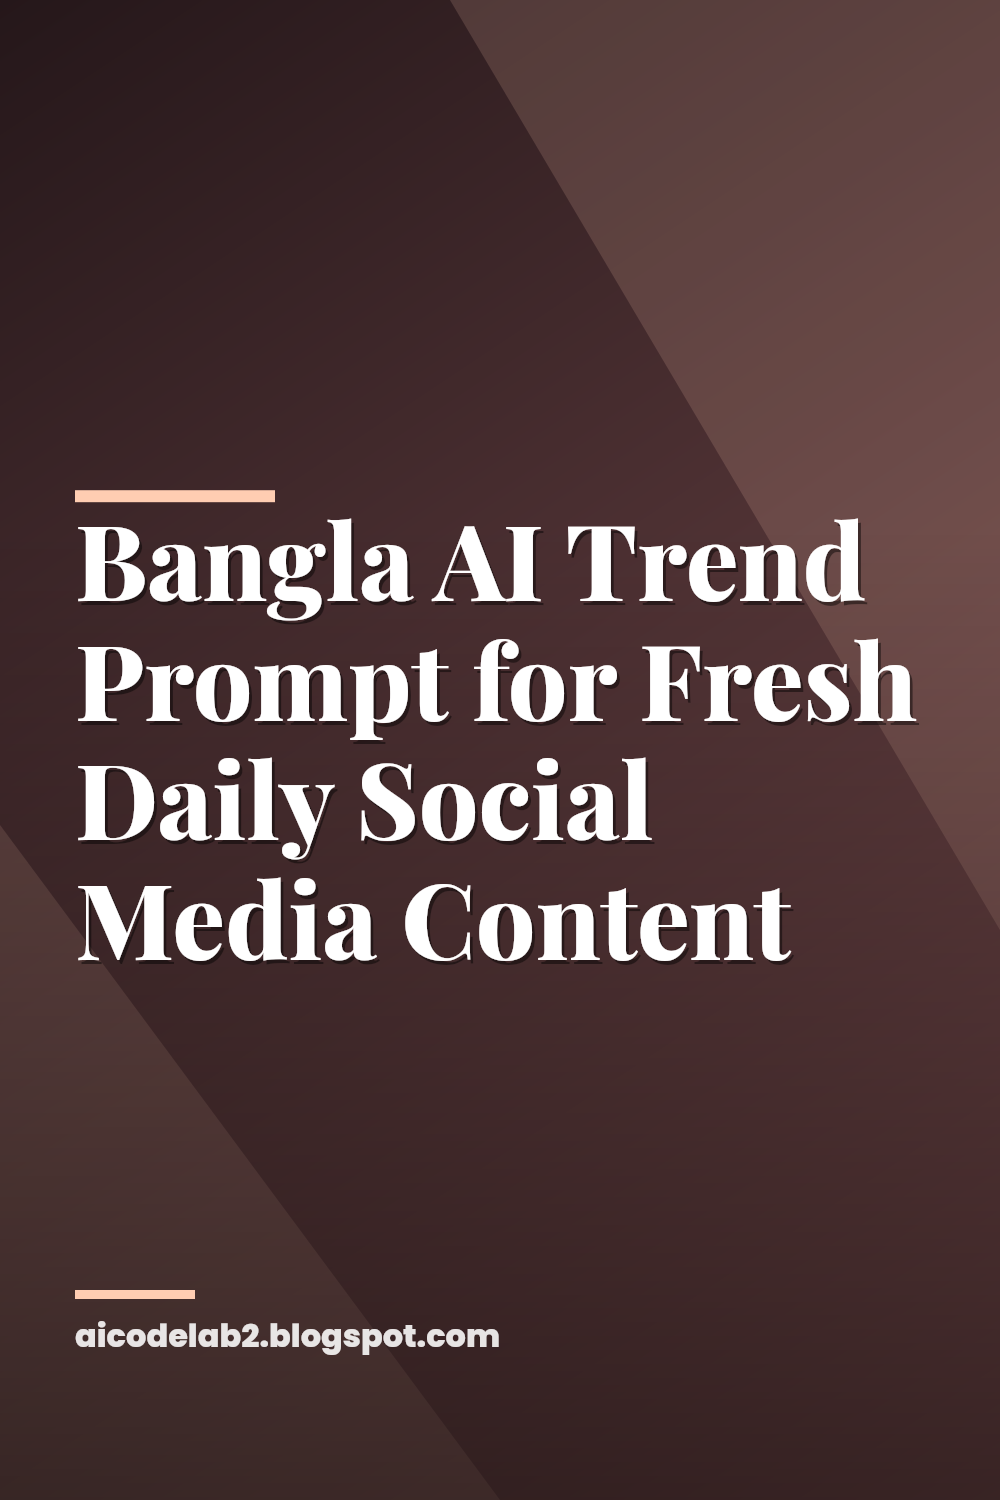 Bangla AI Trend
Prompt for Fresh
Daily Social
Media Content
aicodelab2.blogspot.com